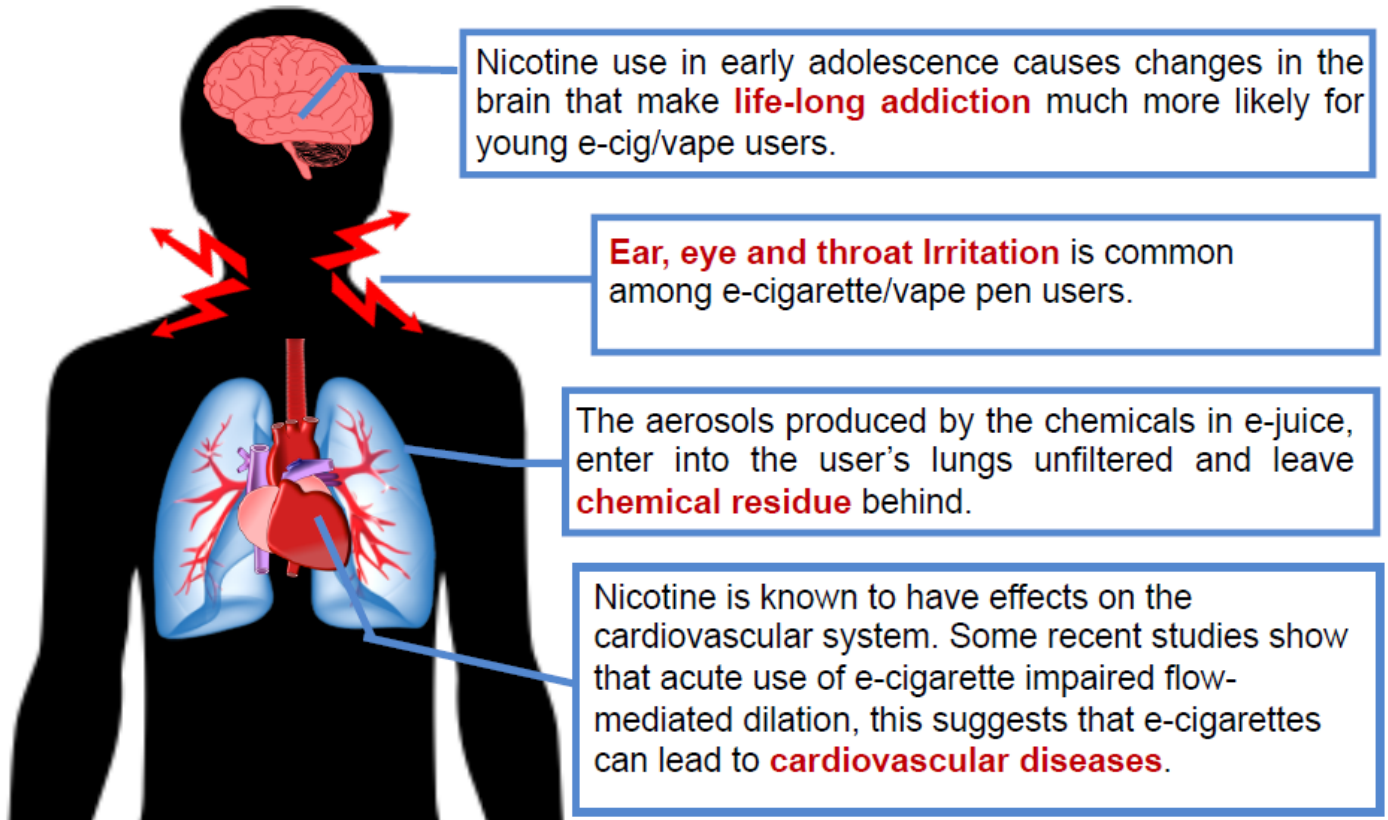 Nicotine use in early adolescence causes changes in the
brain that make life-long addiction much more likely for
young e-cig/vape users.
Ear, eye and throat Irritation is common
among e-cigarette/vape pen users.
The aerosols produced by the chemicals in e-juice,
enter into the user's lungs unfiltered and leave
chemical residue behind.
Nicotine is known to have effects on the
cardiovascular system. Some recent studies show
that acute use of e-cigarette impaired flow-
mediated dilation, this suggests that e-cigarettes
can lead to cardiovascular diseases.